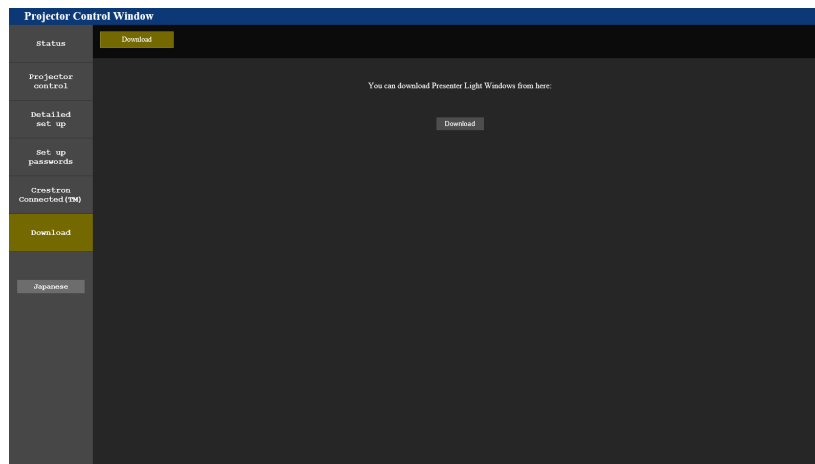 Projector Control Window
Status
Download
Projector
control
You can download Presenter Light Windows from here:
Detailed
set up
Download
Set up
passwords
Crestron
Connected(TM)
Download
Japanese